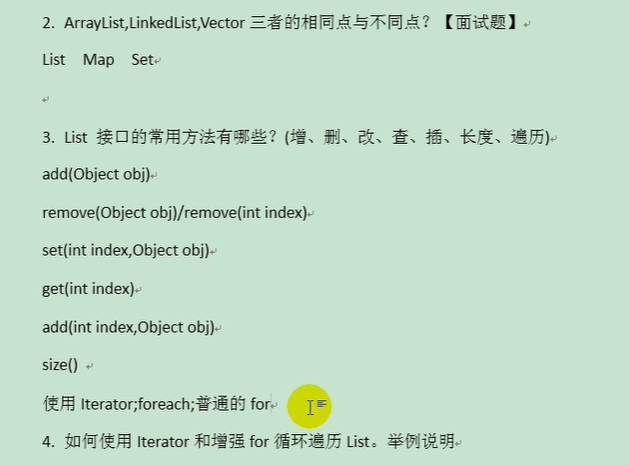 2. ArrayList,LinkedList,Vector 三者的相同点与不同点？【面试题】
List Map Set
3. List 接口的常用方法有哪些？(增、删、改、查、插、长度、遍历)
add(Object obj)
remove(Object obj)/remove(int index)
set(int index,Object obj)
get(int index)
add(int index,Object obj)
size()
使用 Iterator;foreach;普通的 for
4. 如何使用 Iterator 和增强 for 循环遍历 List。举例说明